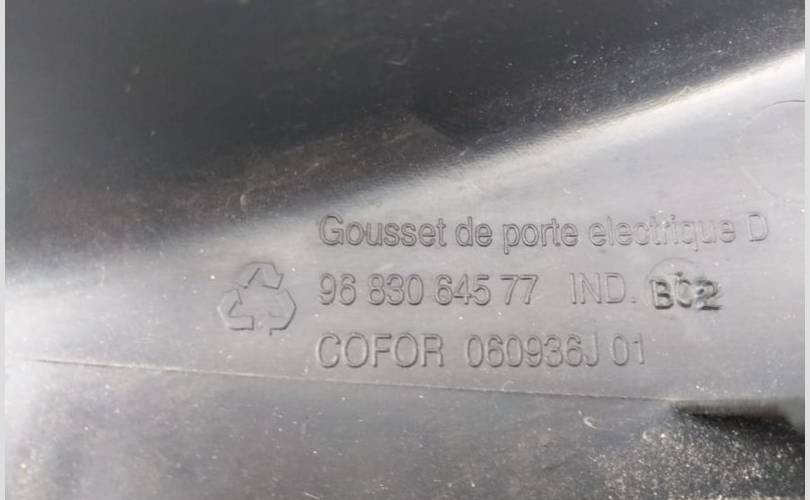 Gousset de porte electrique D
96 830 645 77 IND. B02
COFOR 060936J 01